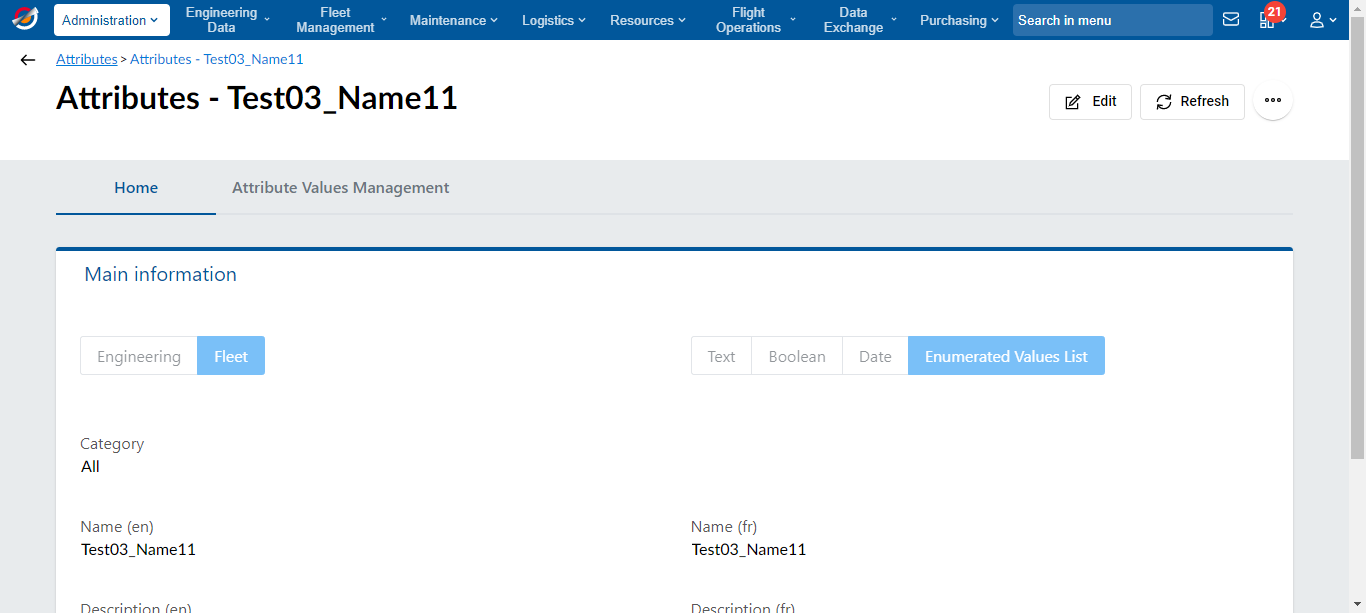 Administration
Engineering
Data
Fleet
Management
Maintenance
Logistics
Resources
Flight
Operations
Data
Exchange
Purchasing
Search in menu
21
Attributes > Attributes - Test03_Name11
Attributes - Test03_Name11
Edit
Refresh
Home
Attribute Values Management
Main information
Engineering
Fleet
Text
Boolean
Date
Enumerated Values List
Category
All
Name (en)
Test03_Name11
Name (fr)
Test03_Name11
Description (en)
Description (fr)